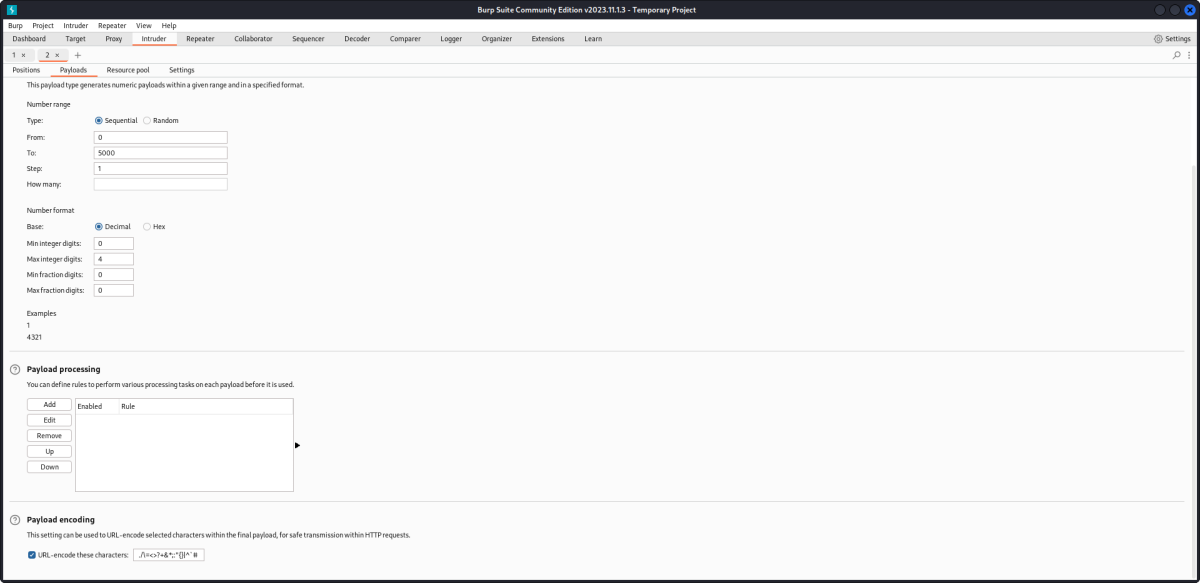 Burp Suite Community Edition v2023.11.1.3 - Temporary Project
Burp Project Intruder Repeater View Help
Dashboard Target Proxy Intruder Repeater Collaborator Sequencer Decoder Comparer Logger Organizer Extensions Learn Settings
1 × 2 × +
Positions Payloads Resource pool Settings
This payload type generates numeric payloads within a given range and in a specified format.
Number range
Type: Sequential Random
From: 0
To: 5000
Step: 1
How many:
Number format
Base: Decimal Hex
Min integer digits: 0
Max integer digits: 4
Min fraction digits: 0
Max fraction digits: 0
Examples
1
4321
? Payload processing
You can define rules to perform various processing tasks on each payload before it is used.
Add Enabled Rule
Edit
Remove
Up
Down
? Payload encoding
This setting can be used to URL-encode selected characters within the final payload, for safe transmission within HTTP requests.
URL-encode these characters: ./\=<>?+&*;:"{}|^`#